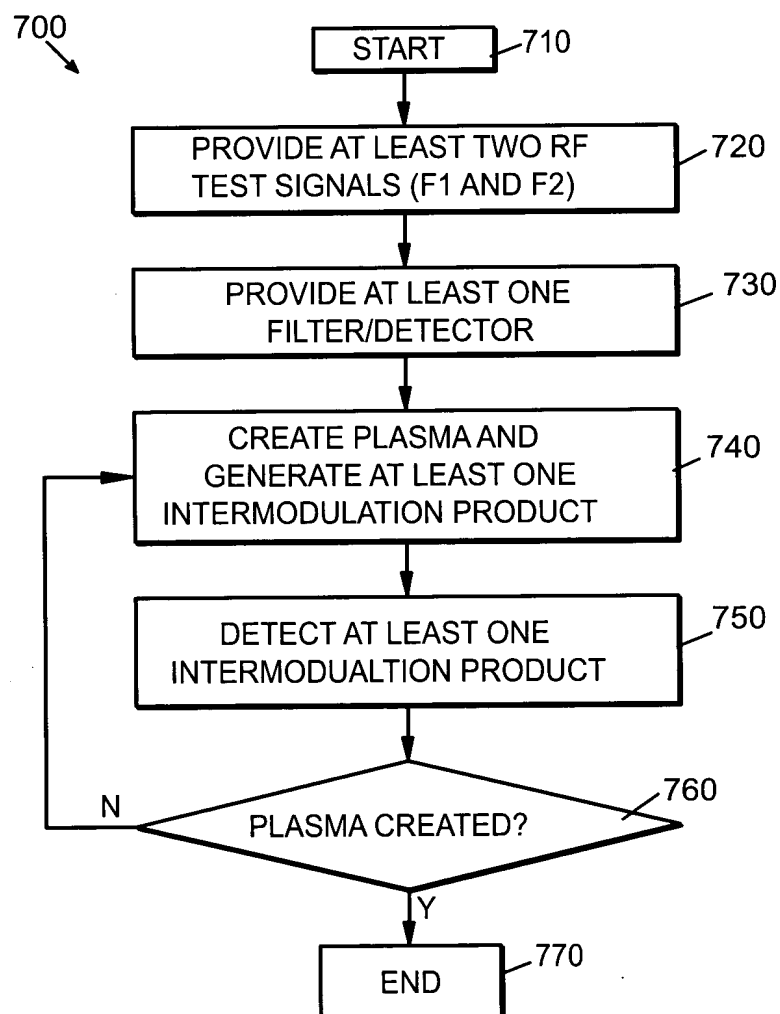 700
START
710
PROVIDE AT LEAST TWO RF
TEST SIGNALS (F1 AND F2)
720
PROVIDE AT LEAST ONE
FILTER/DETECTOR
730
CREATE PLASMA AND
GENERATE AT LEAST ONE
INTERMODULATION PRODUCT
740
DETECT AT LEAST ONE
INTERMODUALTION PRODUCT
750
N
PLASMA CREATED?
760
Y
END
770